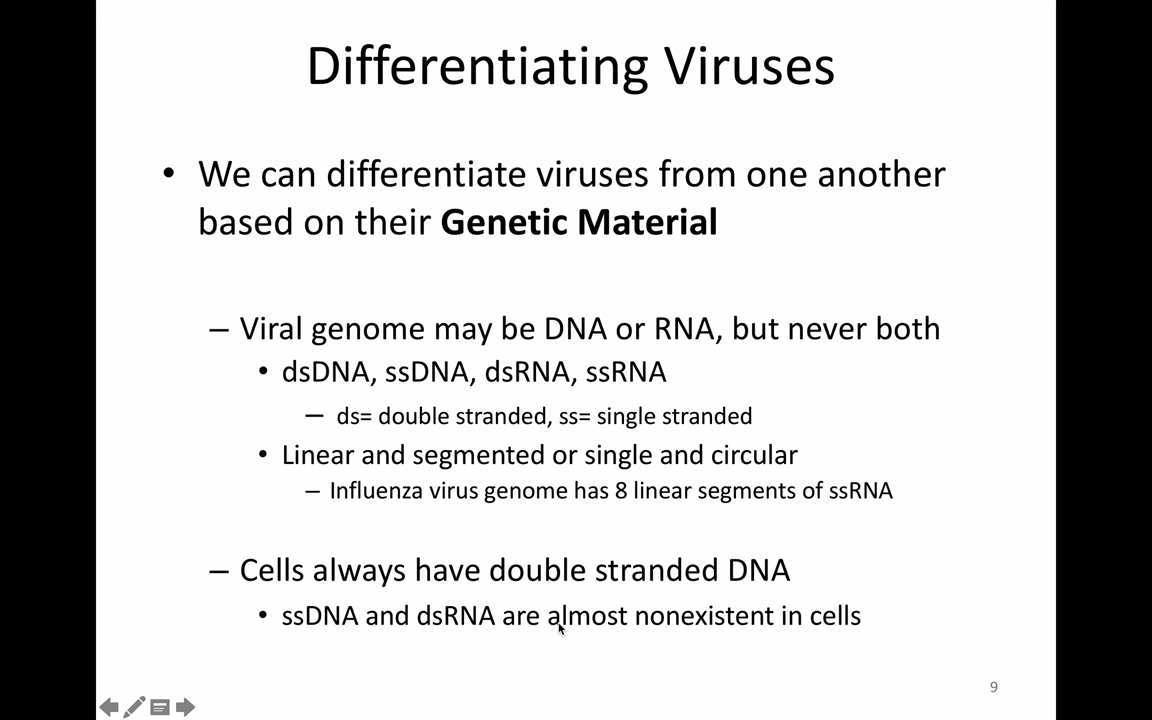 Differentiating Viruses
• We can differentiate viruses from one another
based on their Genetic Material
– Viral genome may be DNA or RNA, but never both
• dsDNA, ssDNA, dsRNA, ssRNA
– ds= double stranded, ss= single stranded
• Linear and segmented or single and circular
– Influenza virus genome has 8 linear segments of ssRNA
– Cells always have double stranded DNA
• ssDNA and dsRNA are almost nonexistent in cells
9